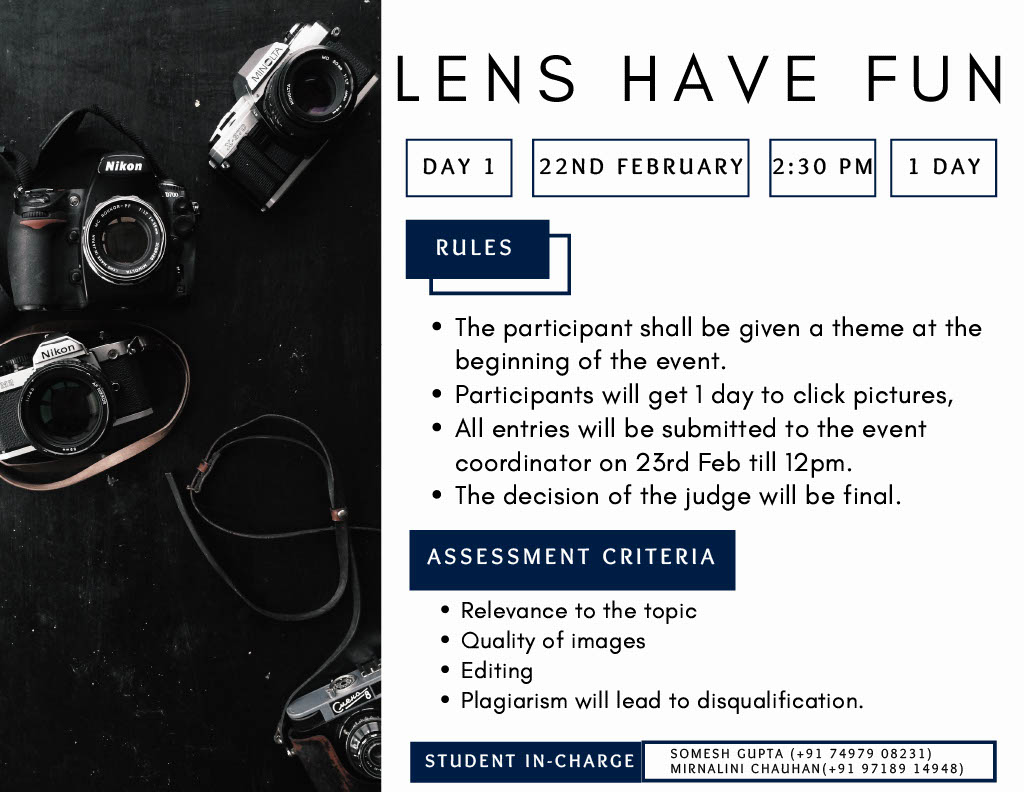 LENS HAVE FUN
DAY 1
22ND FEBRUARY
2:30 PM
1 DAY
RULES
The participant shall be given a theme at the
beginning of the event.
Participants will get 1 day to click pictures,
All entries will be submitted to the event
coordinator on 23rd Feb till 12pm.
The decision of the judge will be final.
ASSESSMENT CRITERIA
Relevance to the topic
Quality of images
Editing
Plagiarism will lead to disqualification.
STUDENT IN-CHARGE
SOMESH GUPTA (+91 74979 08231)
MIRNALINI CHAUHAN(+91 97189 14948)
MINOLTA
Nikon
D700
Nikon